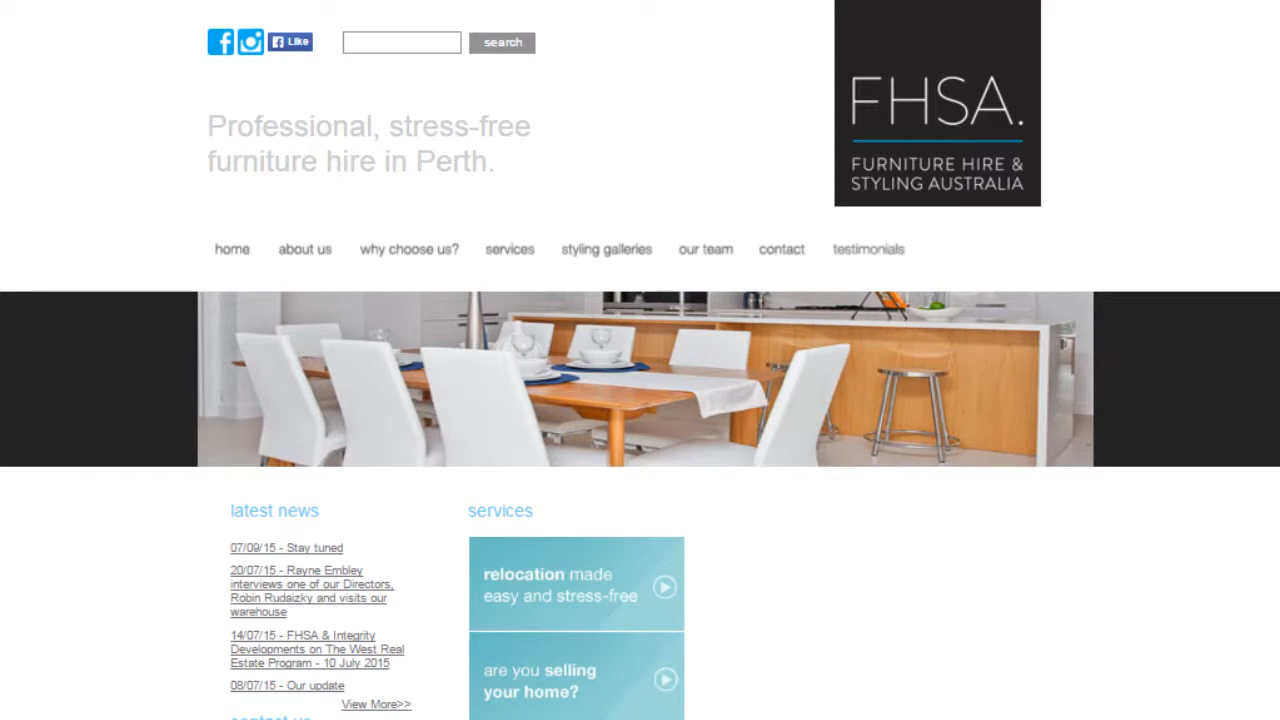 Like
search
Professional, stress-free
furniture hire in Perth.
FHSA.
FURNITURE HIRE &
STYLING AUSTRALIA
home about us why choose us? services styling galleries our team contact testimonials
latest news
07/09/15 - Stay tuned
20/07/15 - Rayne Embley
interviews one of our Directors,
Robin Rudaizky and visits our
warehouse
14/07/15 - FHSA & Integrity
Developments on The West Real
Estate Program - 10 July 2015
08/07/15 - Our update
View More>>
contact us
services
relocation made
easy and stress-free
are you selling
your home?